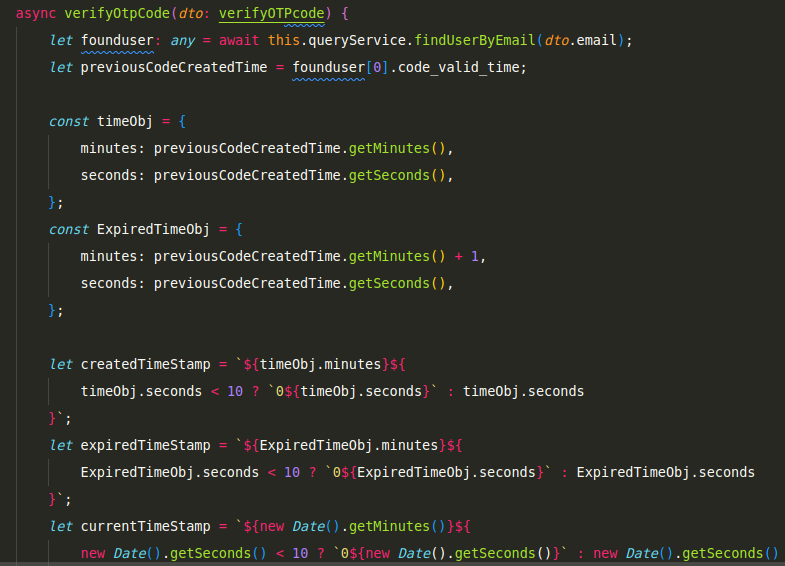 async verifyOtpCode(dto: verifyOTPcode) {
let founduser: any = await this.queryService.findUserByEmail(dto.email);
let previousCodeCreatedTime = founduser[0].code_valid_time;
const timeObj = {
minutes: previousCodeCreatedTime.getMinutes(),
seconds: previousCodeCreatedTime.getSeconds(),
};
const ExpiredTimeObj = {
minutes: previousCodeCreatedTime.getMinutes() + 1,
seconds: previousCodeCreatedTime.getSeconds(),
};
let createdTimeStamp = `${timeObj.minutes}${
timeObj.seconds < 10 ? `0${timeObj.seconds}` : timeObj.seconds
}`;
let expiredTimeStamp = `${ExpiredTimeObj.minutes}${
ExpiredTimeObj.seconds < 10 ? `0${ExpiredTimeObj.seconds}` : ExpiredTimeObj.seconds
}`;
let currentTimeStamp = `${new Date().getMinutes()}${
new Date().getSeconds() < 10 ? `0${new Date().getSeconds()}` : new Date().getSeconds()